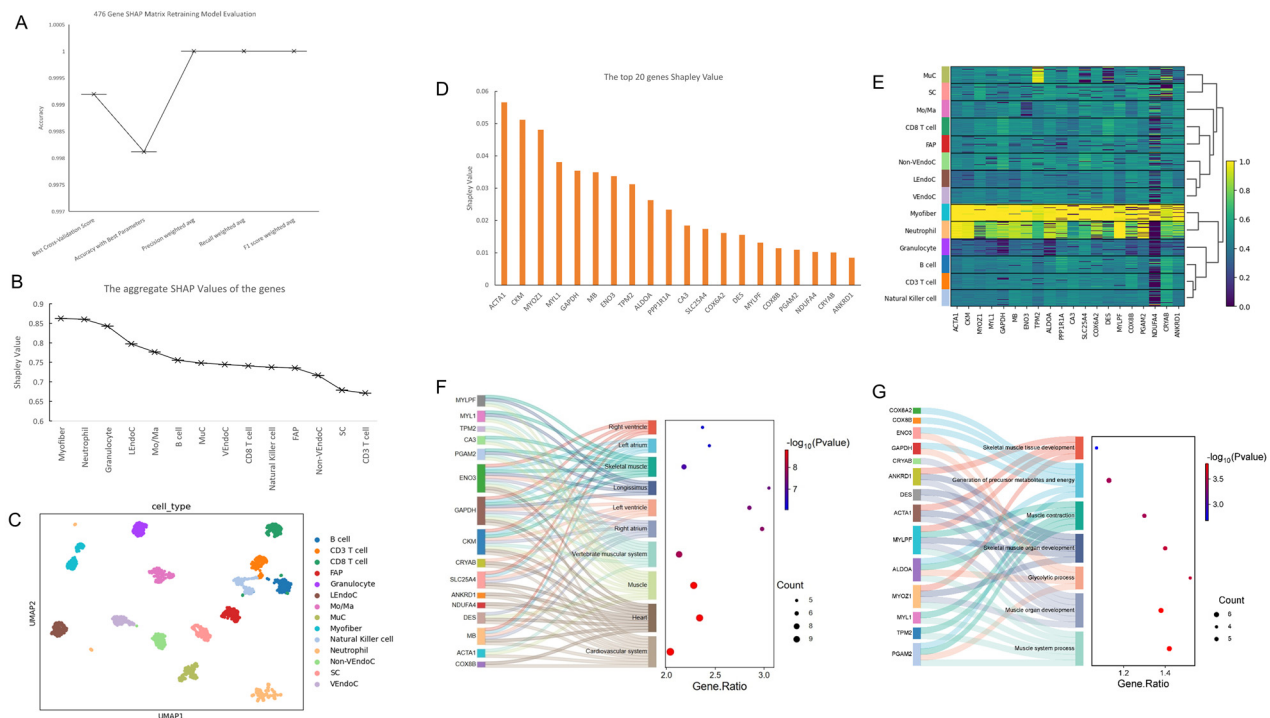 A
476 Gene SHAP Matrix Retraining Model Evaluation
1.0005
1
0.9995
0.999
0.9985
0.998
0.9975
0.997
Accuracy
Best Cross-Validation Score
Accuracy with Best Parameters
Precision weighted avg
Recall weighted avg
F1 score weighted avg
B
The aggregate SHAP Values of the genes
0.9
0.85
0.8
0.75
0.7
0.65
0.6
Shapley Value
Myofiber
Neutrophil
Granulocyte
LEndoC
Mo/Ma
B cell
MuC
VEndoC
CD8 T cell
Natural Killer cell
FAP
Non-VEndoC
SC
CD3 T cell
C
cell_type
UMAP2
UMAP1
B cell
CD3 T cell
CD8 T cell
FAP
Granulocyte
LEndoC
Mo/Ma
MuC
Myofiber
Natural Killer cell
Neutrophil
Non-VEndoC
SC
VEndoC
D
The top 20 genes Shapley Value
0.06
0.05
0.04
0.03
0.02
0.01
0
Shapley Value
ACTA1
CKM
MYOZ1
MYL1
GAPDH
MB
ENO3
TPM2
ALDOA
PPP1R1A
CA3
SLC25A4
COX6A2
DES
MYLPF
COX8B
PGAM2
NDUFA4
CRYAB
ANKRD1
E
MuC
SC
Mo/Ma
CD8 T cell
FAP
Non-VEndoC
LEndoC
VEndoC
Myofiber
Neutrophil
Granulocyte
B cell
CD3 T cell
Natural Killer cell
ACTA1
CKM
MYOZ1
MYL1
GAPDH
MB
ENO3
TPM2
ALDOA
PPP1R1A
CA3
SLC25A4
COX6A2
DES
MYLPF
COX8B
PGAM2
NDUFA4
CRYAB
ANKRD1
1.0
0.8
0.6
0.4
0.2
0.0
F
MYLPF
MYL1
TPM2
CA3
PGAM2
ENO3
GAPDH
CKM
CRYAB
SLC25A4
ANKRD1
NDUFA4
DES
MB
ACTA1
COX8B
Right ventricle
Left atrium
Skeletal muscle
Longissimus
Left ventricle
Right atrium
Vertebrate muscular system
Muscle
Heart
Cardiovascular system
2.0
2.5
3.0
Gene.Ratio
-log10(Pvalue)
8
7
Count
5
6
8
9
G
COX6A2
COX8B
ENO3
GAPDH
CRYAB
ANKRD1
DES
ACTA1
MYLPF
ALDOA
MYOZ1
MYL1
TPM2
PGAM2
Skeletal muscle tissue development
Generation of precursor metabolites and energy
Muscle contraction
Skeletal muscle organ development
Glycolytic process
Muscle organ development
Muscle system process
1.2
1.4
Gene.Ratio
-log10(Pvalue)
3.5
3.0
Count
6
4
5